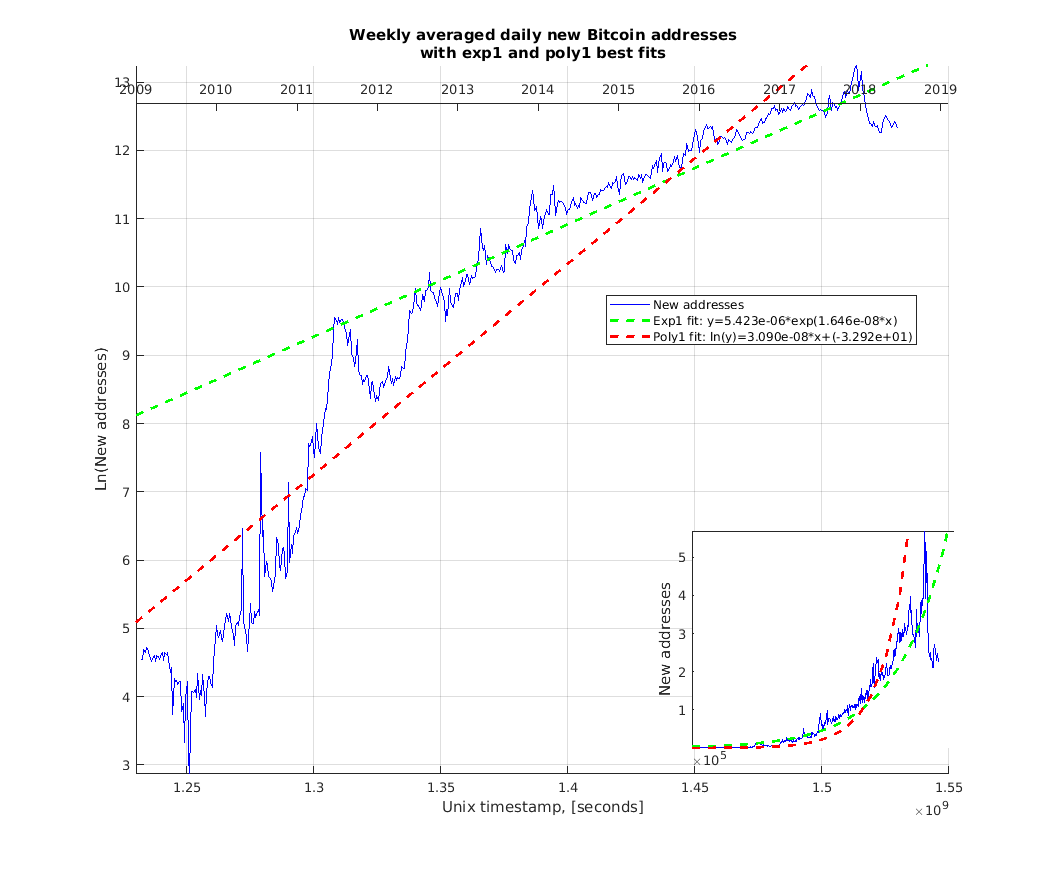 Weekly averaged daily new Bitcoin addresses
with exp1 and poly1 best fits
13
2009 2010 2011 2012 2013 2014 2015 2016 2017 2018 2019
12
11
10
9
8
7
6
5
4
3
Ln(New addresses)
New addresses
Exp1 fit: y=5.423e-06*exp(1.646e-08*x)
Poly1 fit: ln(y)=3.090e-08*x+(-3.292e+01)
5
4
3
2
1
New addresses
×10^5
1.25 1.3 1.35 1.4 1.45 1.5 1.55
Unix timestamp, [seconds]
×10^9